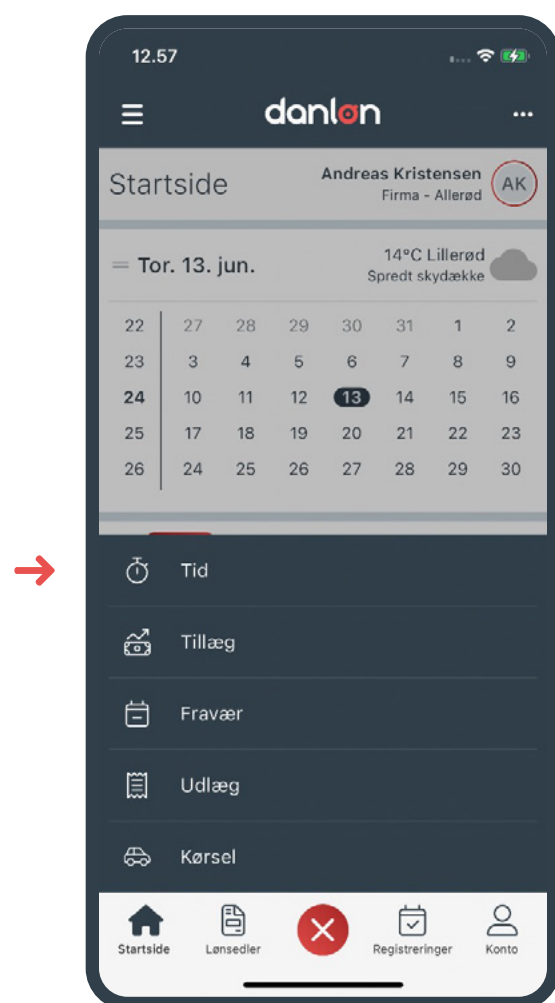 12.57
danløn
Startside
Andreas Kristensen
Firma - Allerød
AK
Tor. 13. jun.
14°C Lillerød
Spredt skydække
22 27 28 29 30 31 1 2
23 3 4 5 6 7 8 9
24 10 11 12 13 14 15 16
25 17 18 19 20 21 22 23
26 24 25 26 27 28 29 30
Tid
Tillæg
Fravær
Udlæg
Kørsel
Startside Lønsedler Registreringer Konto